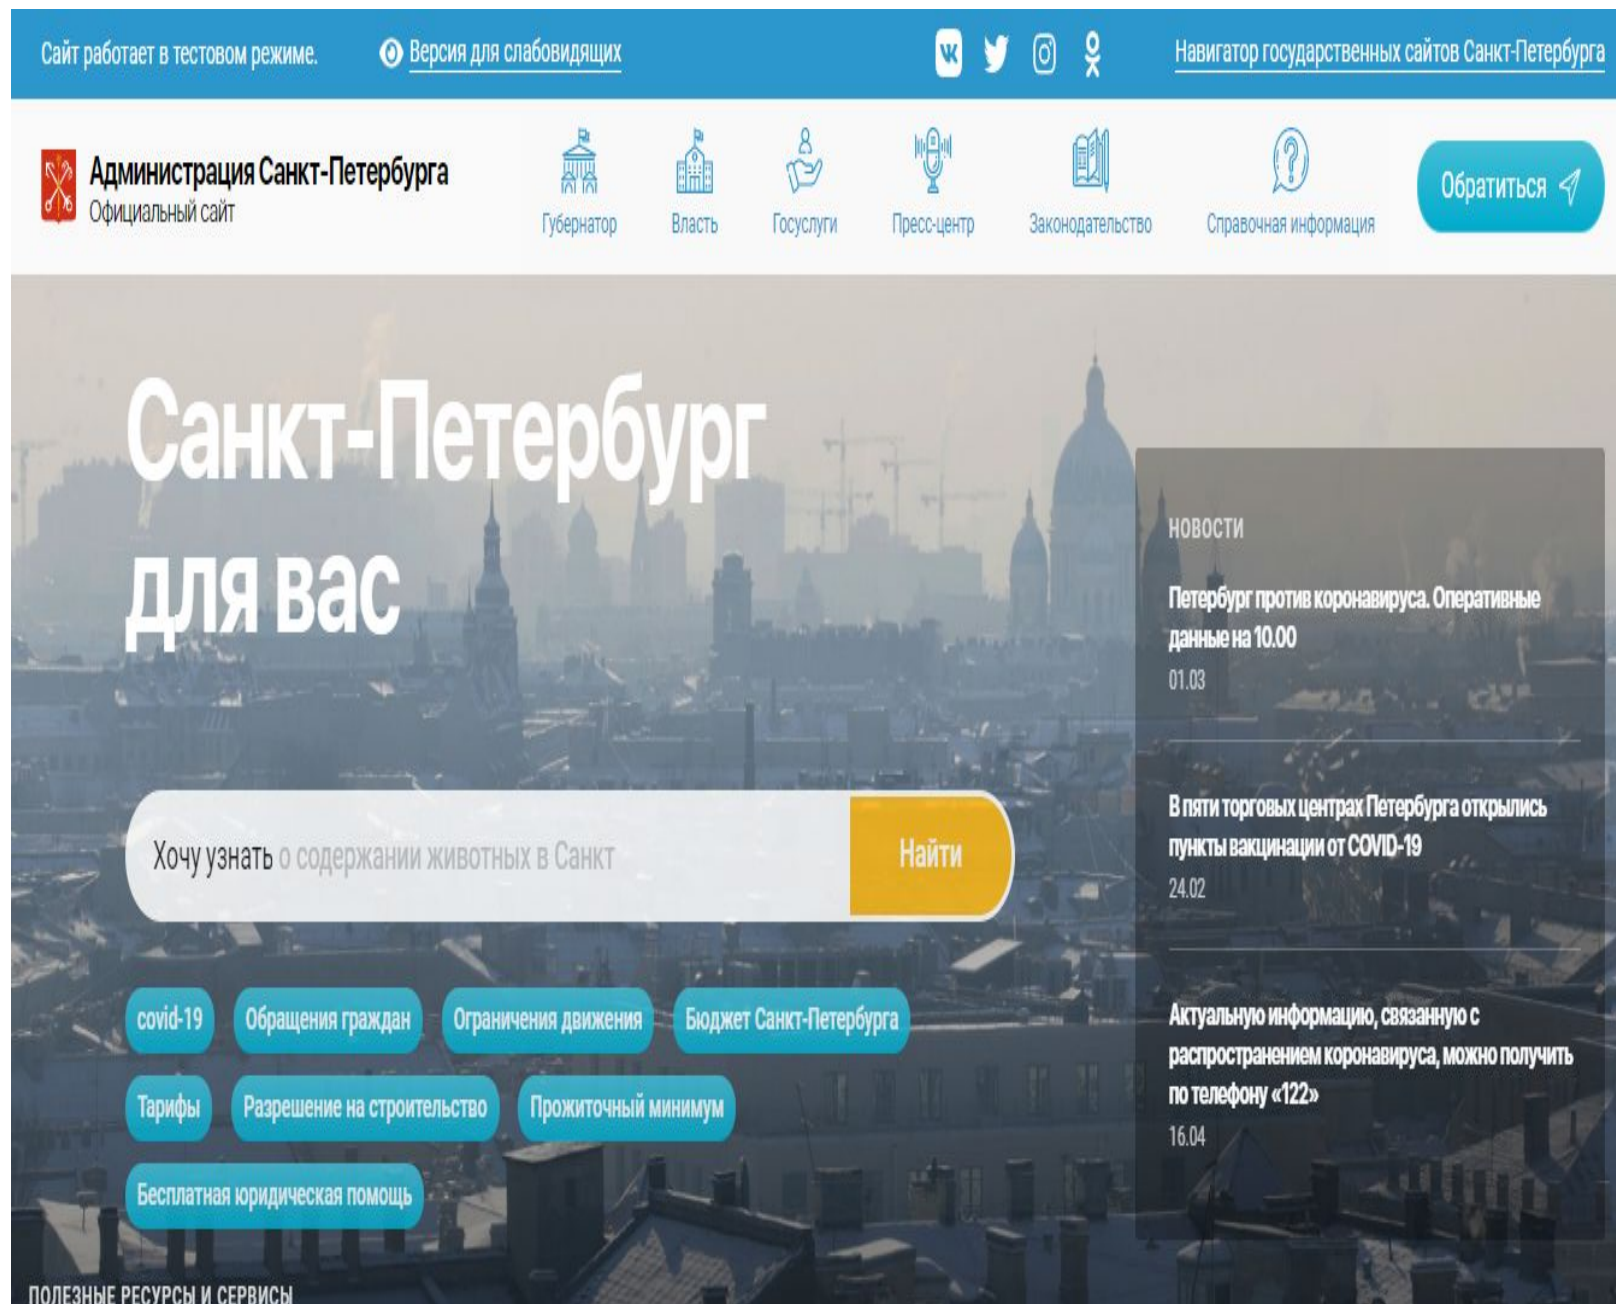 Сайт работает в тестовом режиме.
Версия для слабовидящих
Навигатор государственных сайтов Санкт-Петербурга
Администрация Санкт-Петербурга
Официальный сайт
Губернатор
Власть
Госуслуги
Пресс-центр
Законодательство
Справочная информация
Обратиться
Санкт-Петербург
для вас
Хочу узнать о содержании животных в Санкт
Найти
covid-19
Обращения граждан
Ограничения движения
Бюджет Санкт-Петербурга
Тарифы
Разрешение на строительство
Прожиточный минимум
Бесплатная юридическая помощь
НОВОСТИ
Петербург против коронавируса. Оперативные
данные на 10.00
01.03
В пяти торговых центрах Петербурга открылись
пункты вакцинации от COVID-19
24.02
Актуальную информацию, связанную с
распространением коронавируса, можно получить
по телефону «122»
16.04
ПОЛЕЗНЫЕ РЕСУРСЫ И СЕРВИСЫ